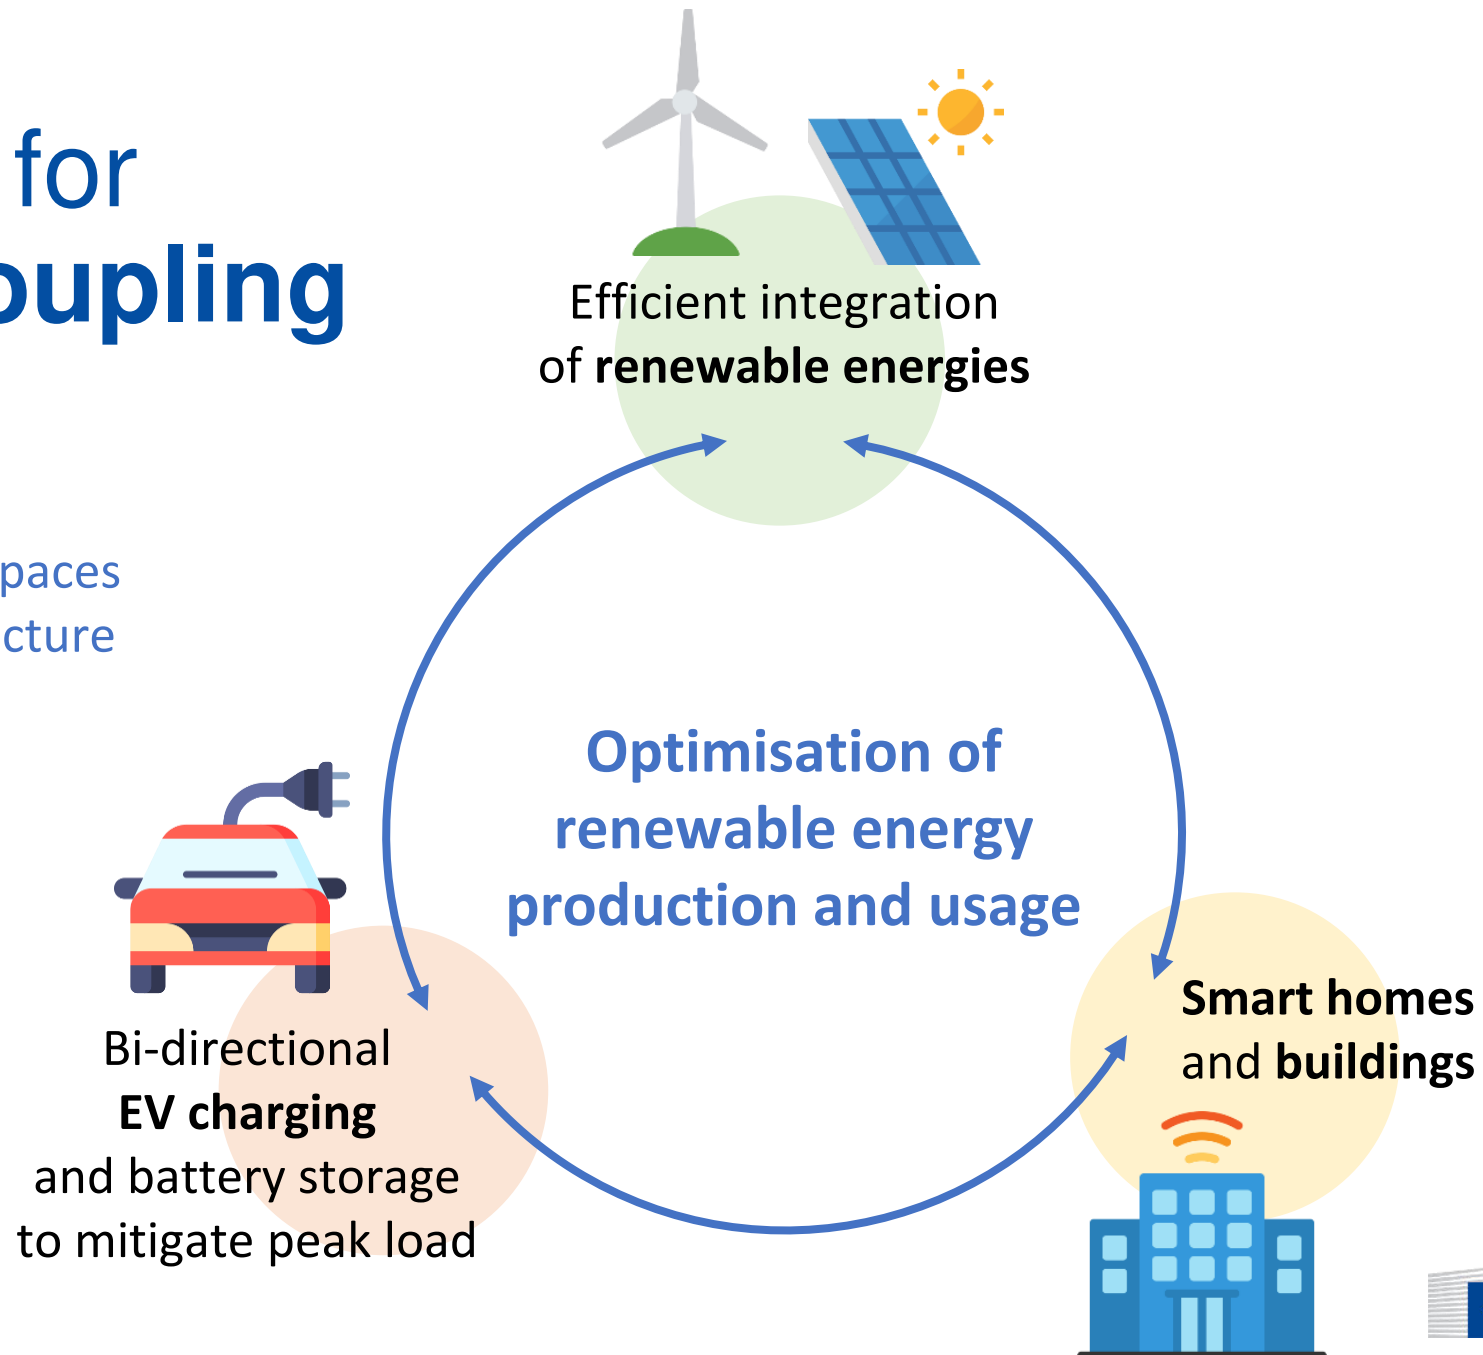 for
oupling
Efficient integration
of renewable energies
paces
cture
Optimisation of
renewable energy
production and usage
Bi-directional
EV charging
and battery storage
to mitigate peak load
Smart homes
and buildings